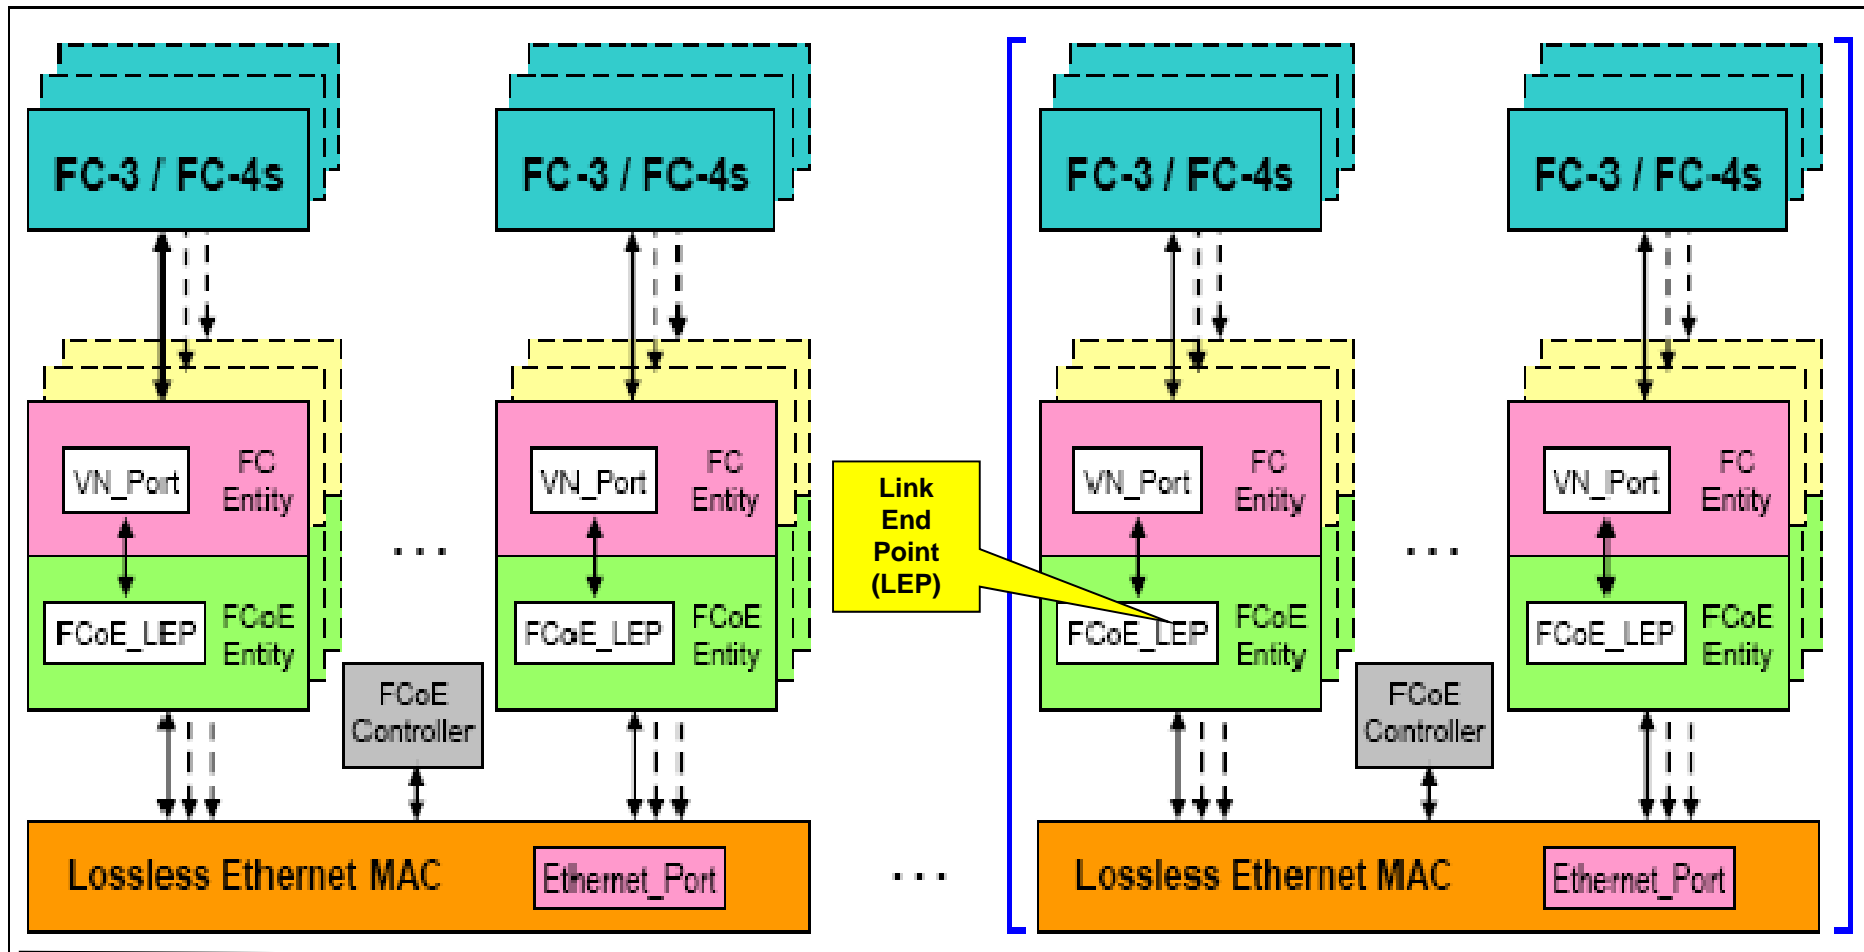 FC-3 / FC-4s
FC-3 / FC-4s
FC-3 / FC-4s
FC-3 / FC-4s
VN_Port
FC
Entity
VN_Port
FC
Entity
Link
End
Point
(LEP)
VN_Port
FC
Entity
VN_Port
FC
Entity
...
...
FCoE_LEP
FCoE
Entity
FCoE_LEP
FCoE
Entity
FCoE_LEP
FCoE
Entity
FCoE_LEP
FCoE
Entity
FCoE
Controller
FCoE
Controller
Lossless Ethernet MAC
Ethernet_Port
...
Lossless Ethernet MAC
Ethernet_Port